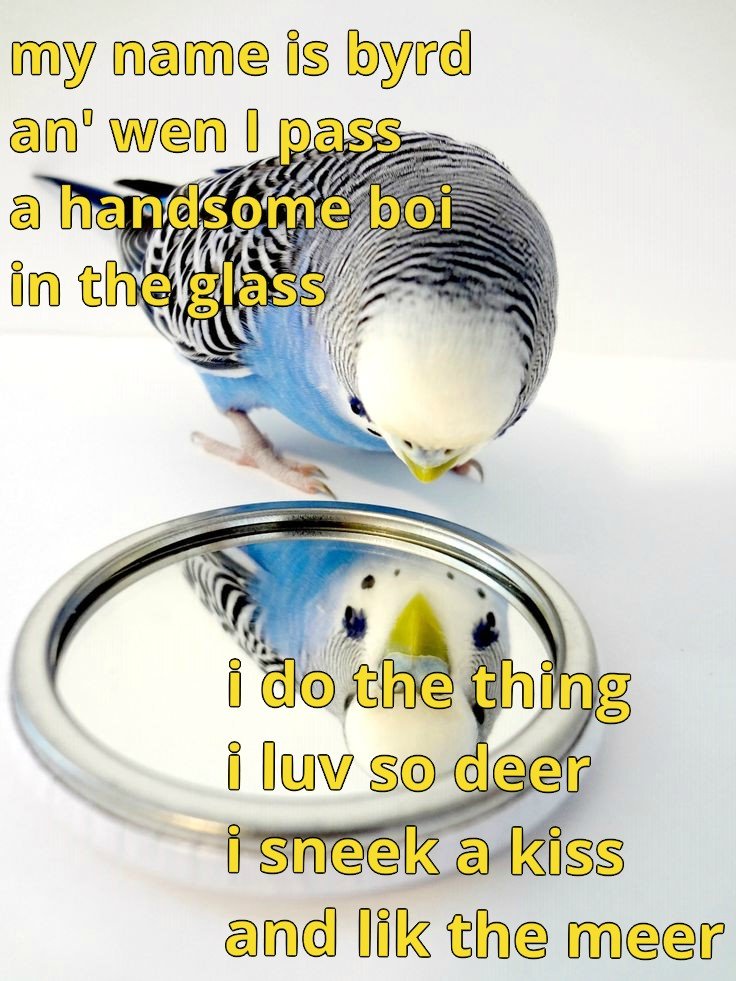 my name is byrd
an' wen I pass
a handsome boi
in the glass
i do the thing
i luv so deer
i sneek a kiss
and lik the meer